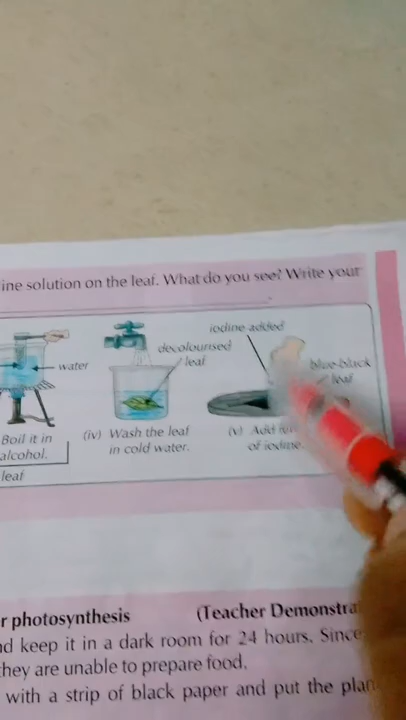 ine solution on the leaf. What do you see? Write your
iodine added
decolourised
leaf
water
blue-black
leaf
Boil it in
alcohol.
(iv) Wash the leaf
in cold water.
(v) Add
of iodine.
leaf
r photosynthesis (Teacher Demonstra
nd keep it in a dark room for 24 hours. Since
they are unable to prepare food.
with a strip of black paper and put the plan